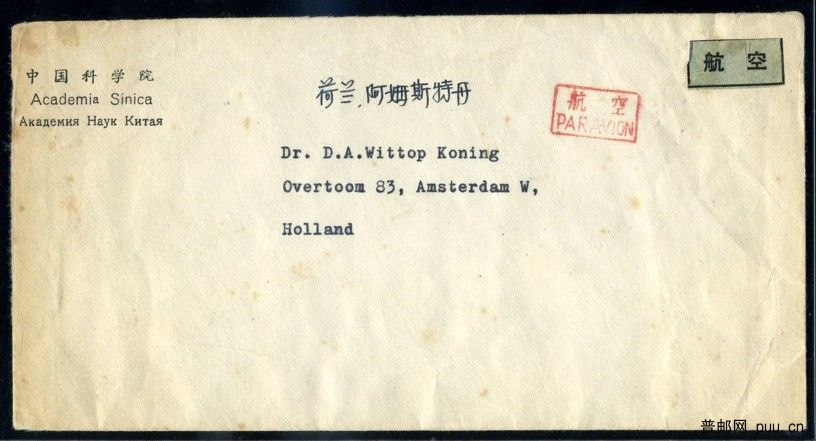 中国科学院
Academia Sinica
Академия Наук Китая
荷兰,阿姆斯特丹
航空
PAR AVION
航空
Dr. D.A.Wittop Koning
Overtoom 83, Amsterdam W,
Holland
普邮网 puu.cn